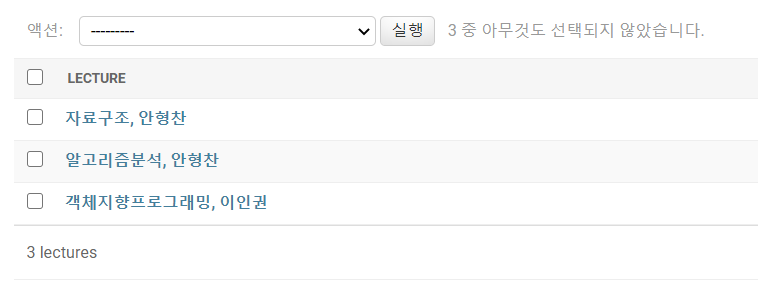 액션: --------- 실행 3 중 아무것도 선택되지 않았습니다.
LECTURE
자료구조, 안형찬
알고리즘분석, 안형찬
객체지향프로그래밍, 이인권
3 lectures